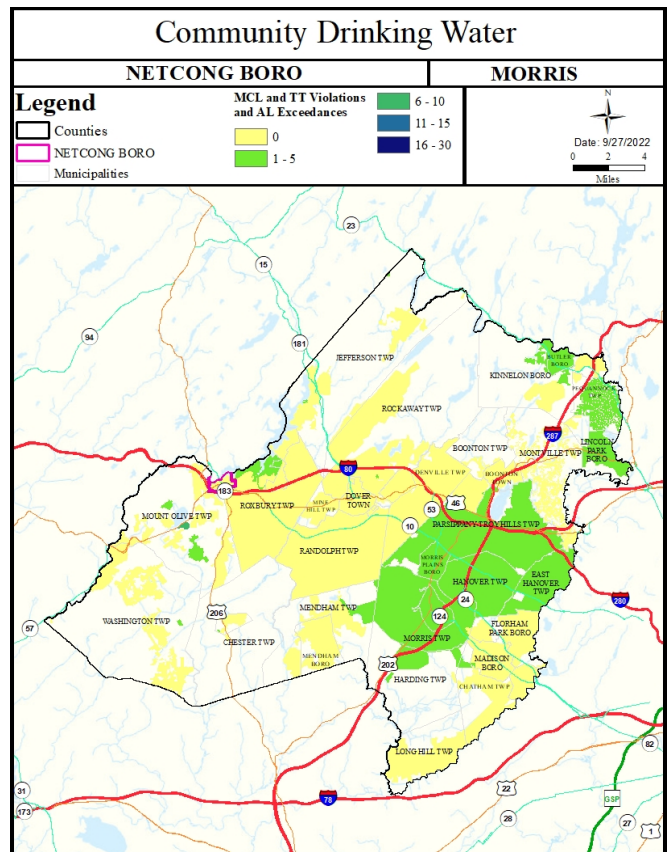 Community Drinking Water
NETCONG BORO
MORRIS
Legend
Counties
NETCONG BORO
Municipalities
MCL and TT Violations
and AL Exceedances
0
1 - 5
6 - 10
11 - 15
16 - 30
N
Date: 9/27/2022
0 2 4
Miles
23
15
94
181
JEFFERSON TWP
BUTLER
BORO
KINNELON BORO
PEQUANNOCK
TWP
ROCKAWAY TWP
287
LINCOLN
PARK
BORO
BOONTON TWP
MONTVILLE TWP
80
DENVILLE TWP
BOONTON
TOWN
183
46
53
ROXBURY TWP
MINE
HILL TWP
DOVER
TOWN
MOUNT OLIVE TWP
10
PARSIPPANY-TROY HILLS TWP
RANDOLPH TWP
MORRIS
PLAINS
BORO
HANOVER TWP
EAST
HANOVER
TWP
280
24
206
MENDHAM TWP
124
57
WASHINGTON TWP
FLORHAM
PARK BORO
CHESTER TWP
MORRIS TWP
MENDHAM
BORO
202
MADISON
BORO
HARDING TWP
CHATHAM TWP
82
LONG HILL TWP
31
22
78
173
GSP
28
27
1